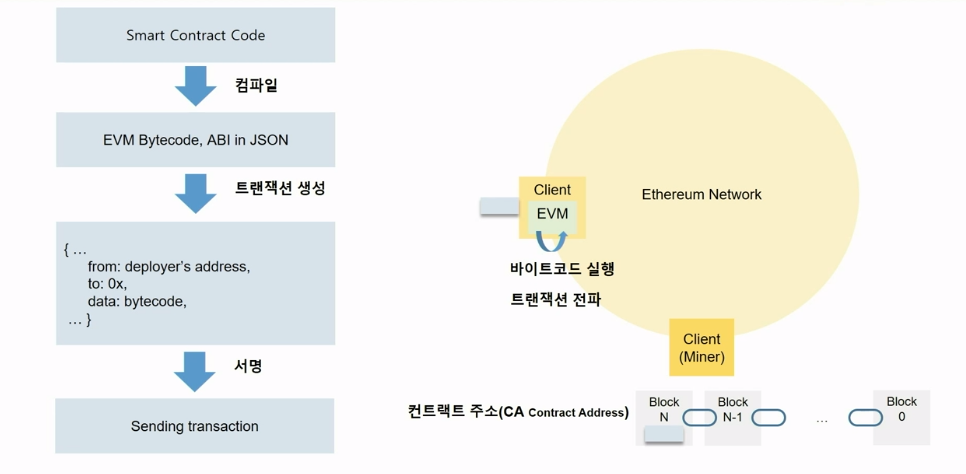 Smart Contract Code
컴파일
EVM Bytecode, ABI in JSON
트랜잭션 생성
{ …
from: deployer's address,
to: 0x,
data: bytecode,
… }
서명
Sending transaction
Ethereum Network
Client
EVM
바이트코드 실행
트랜잭션 전파
Client
(Miner)
컨트랙트 주소(CA Contract Address)
Block
N
Block
N-1
…
Block
0